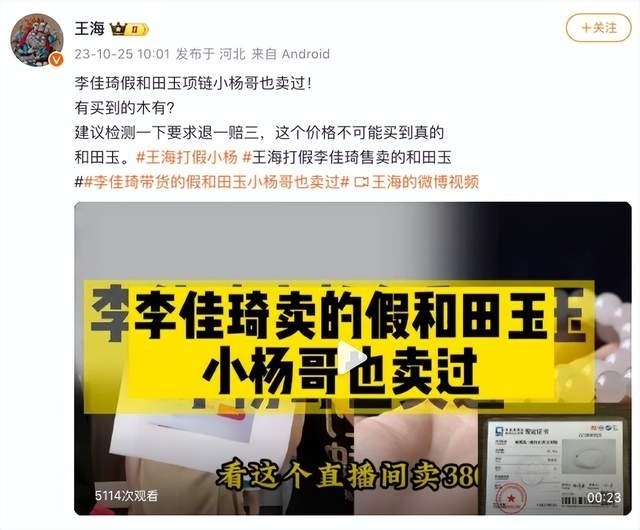 王海
+关注
23-10-25 10:01 发布于 河北 来自 Android
李佳琦假和田玉项链小杨哥也卖过！
有买到的木有？
建议检测一下要求退一赔三，这个价格不可能买到真的
和田玉。#王海打假小杨 #王海打假李佳琦售卖的和田玉
##李佳琦带货的假和田玉小杨哥也卖过# 王海的微博视频
李佳琦卖的假和田玉
小杨哥也卖过
鉴定证书
看这个直播间卖380
5114次观看
00:23